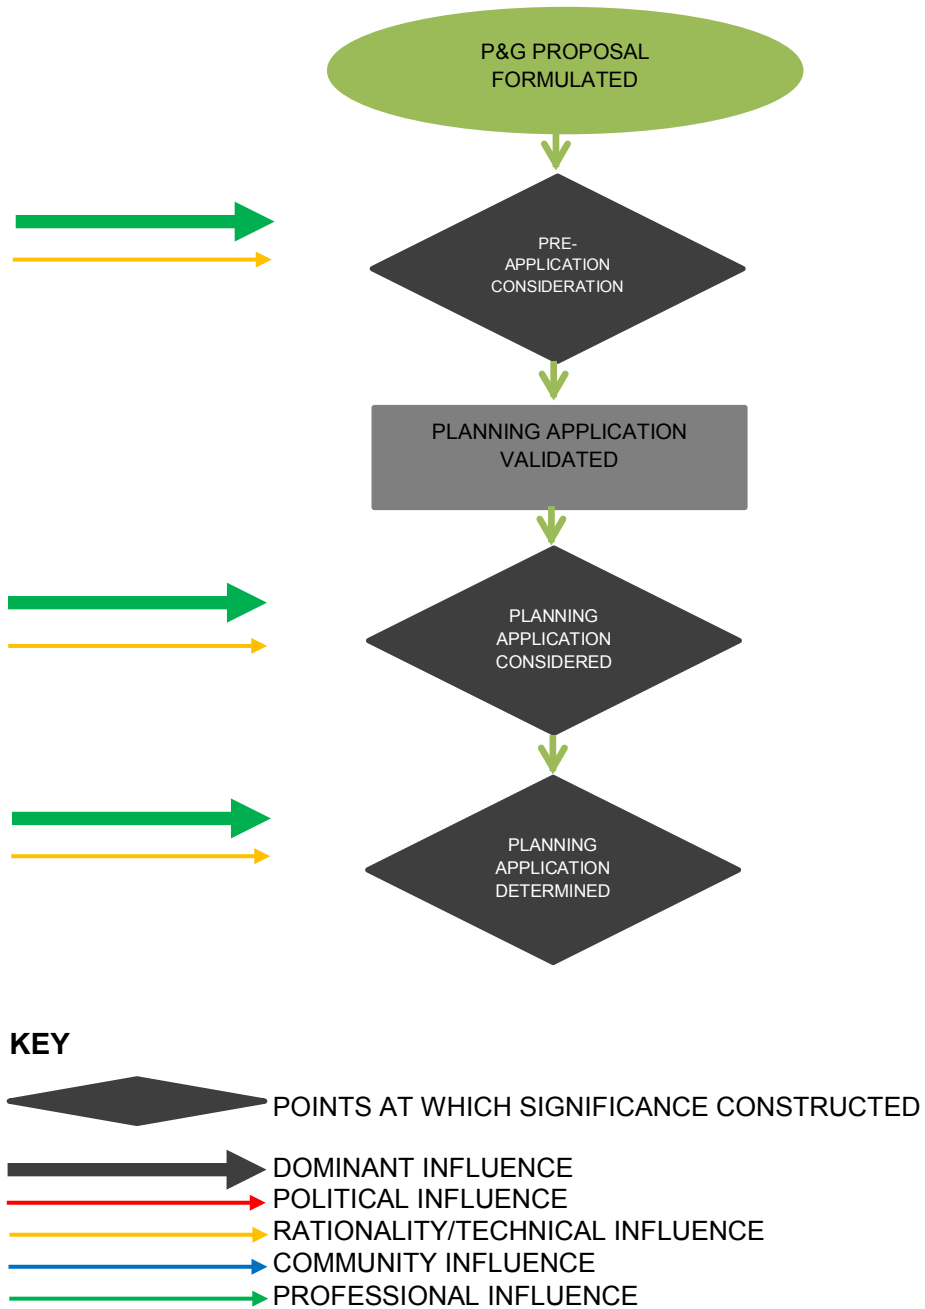 P&G PROPOSAL
FORMULATED
PRE-
APPLICATION
CONSIDERATION
PLANNING APPLICATION
VALIDATED
PLANNING
APPLICATION
CONSIDERED
PLANNING
APPLICATION
DETERMINED
KEY
POINTS AT WHICH SIGNIFICANCE CONSTRUCTED
DOMINANT INFLUENCE
POLITICAL INFLUENCE
RATIONALITY/TECHNICAL INFLUENCE
COMMUNITY INFLUENCE
PROFESSIONAL INFLUENCE